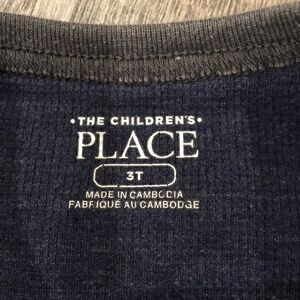 •THE CHILDREN'S•
PLACE
3T
MADE IN CAMBODIA
FABRIQUÉ AU CAMBODGE